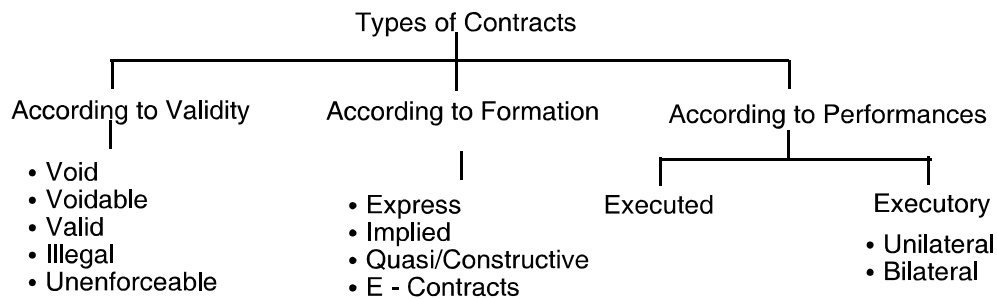 Types of Contracts
According to Validity
• Void
• Voidable
• Valid
• Illegal
• Unenforceable
According to Formation
• Express
• Implied
• Quasi/Constructive
• E - Contracts
According to Performances
Executed
Executory
• Unilateral
• Bilateral